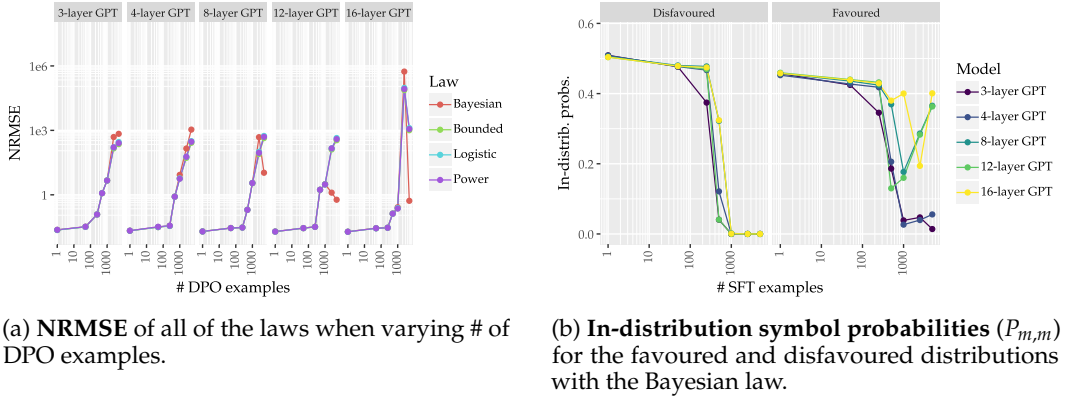 3-layer GPT 4-layer GPT 8-layer GPT 12-layer GPT 16-layer GPT
1e6
1e3
1
NRMSE
1 10 100 1000 1 10 100 1000 1 10 100 1000 1 10 100 1000 1 10 100 1000
# DPO examples
Law
Bayesian
Bounded
Logistic
Power
(a) NRMSE of all of the laws when varying # of
DPO examples.
Disfavoured Favoured
0.6
0.4
0.2
0.0
In-distrib. probs.
1 10 100 1000 1 10 100 1000
# SFT examples
Model
3-layer GPT
4-layer GPT
8-layer GPT
12-layer GPT
16-layer GPT
(b) In-distribution symbol probabilities (P_{m,m})
for the favoured and disfavoured distributions
with the Bayesian law.